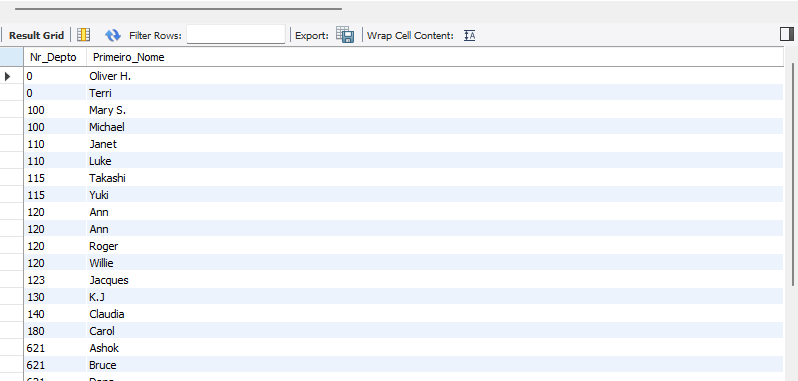 Result Grid Filter Rows: Export: Wrap Cell Content:
Nr_Depto Primeiro_Nome
0 Oliver H.
0 Terri
100 Mary S.
100 Michael
110 Janet
110 Luke
115 Takashi
115 Yuki
120 Ann
120 Ann
120 Roger
120 Willie
123 Jacques
130 K.J
140 Claudia
180 Carol
621 Ashok
621 Bruce
621